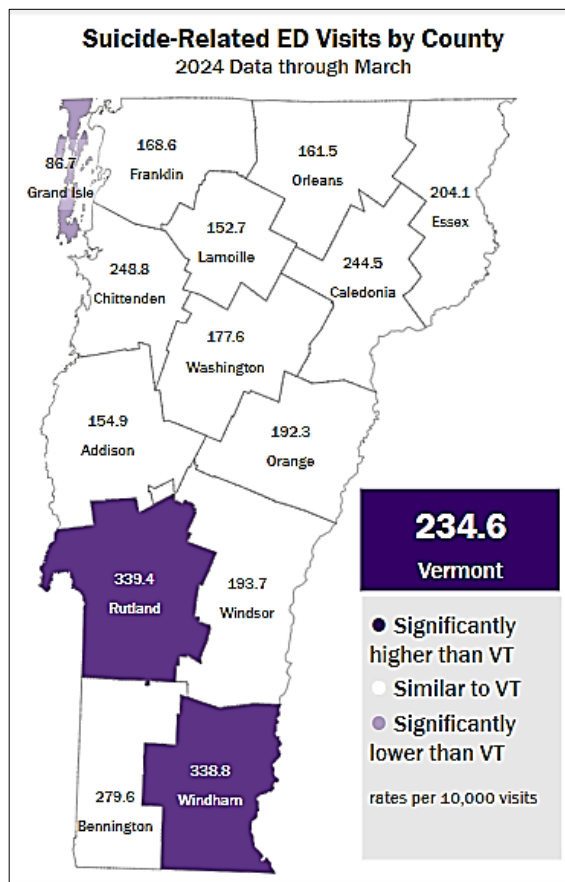 Suicide-Related ED Visits by County
2024 Data through March
86.7
Grand Isle
168.6
Franklin
161.5
Orleans
204.1
Essex
152.7
Lamoille
248.8
Chittenden
244.5
Caledonia
177.6
Washington
154.9
Addison
192.3
Orange
339.4
Rutland
193.7
Windsor
279.6
Bennington
338.8
Windham
234.6
Vermont
Significantly
higher than VT
Similar to VT
Significantly
lower than VT
rates per 10,000 visits